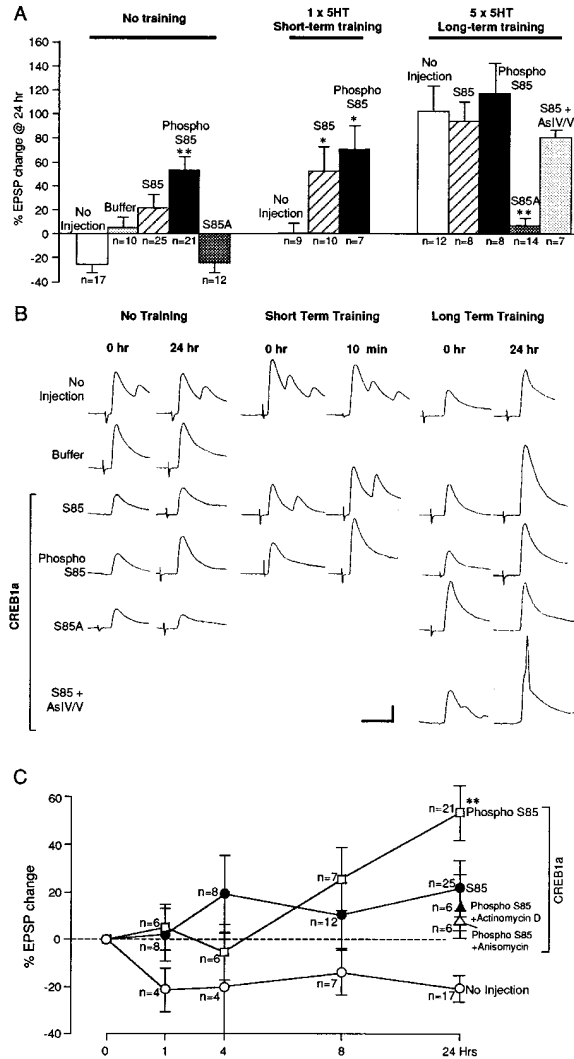 A
No training
1 x 5HT
Short-term training
5 x 5HT
Long-term training
% EPSP change @ 24 hr
160
140
120
100
80
60
40
20
0
-20
-40
No
Injection
n=17
Buffer
n=10
S85
n=25
Phospho
S85
**
n=21
S85A
n=12
No
Injection
n=9
S85
*
n=10
Phospho
S85
*
n=7
No
Injection
n=12
S85
n=8
Phospho
S85
n=8
S85A
**
n=14
S85 +
AsIV/V
n=7
B
No Training
Short Term Training
Long Term Training
0 hr
24 hr
0 hr
10 min
0 hr
24 hr
No
Injection
Buffer
CREB1a
S85
Phospho
S85
S85A
S85 +
AsIV/V
C
% EPSP change
60
40
20
0
-20
-40
0
1
4
8
24 Hrs
n=6
n=8
n=4
n=8
n=6
n=4
n=7
n=12
n=7
n=21
**
Phospho S85
n=25
S85
n=6
Phospho S85
+Actinomycin D
n=6
Phospho S85
+Anisomycin
n=17
No Injection
CREB1a